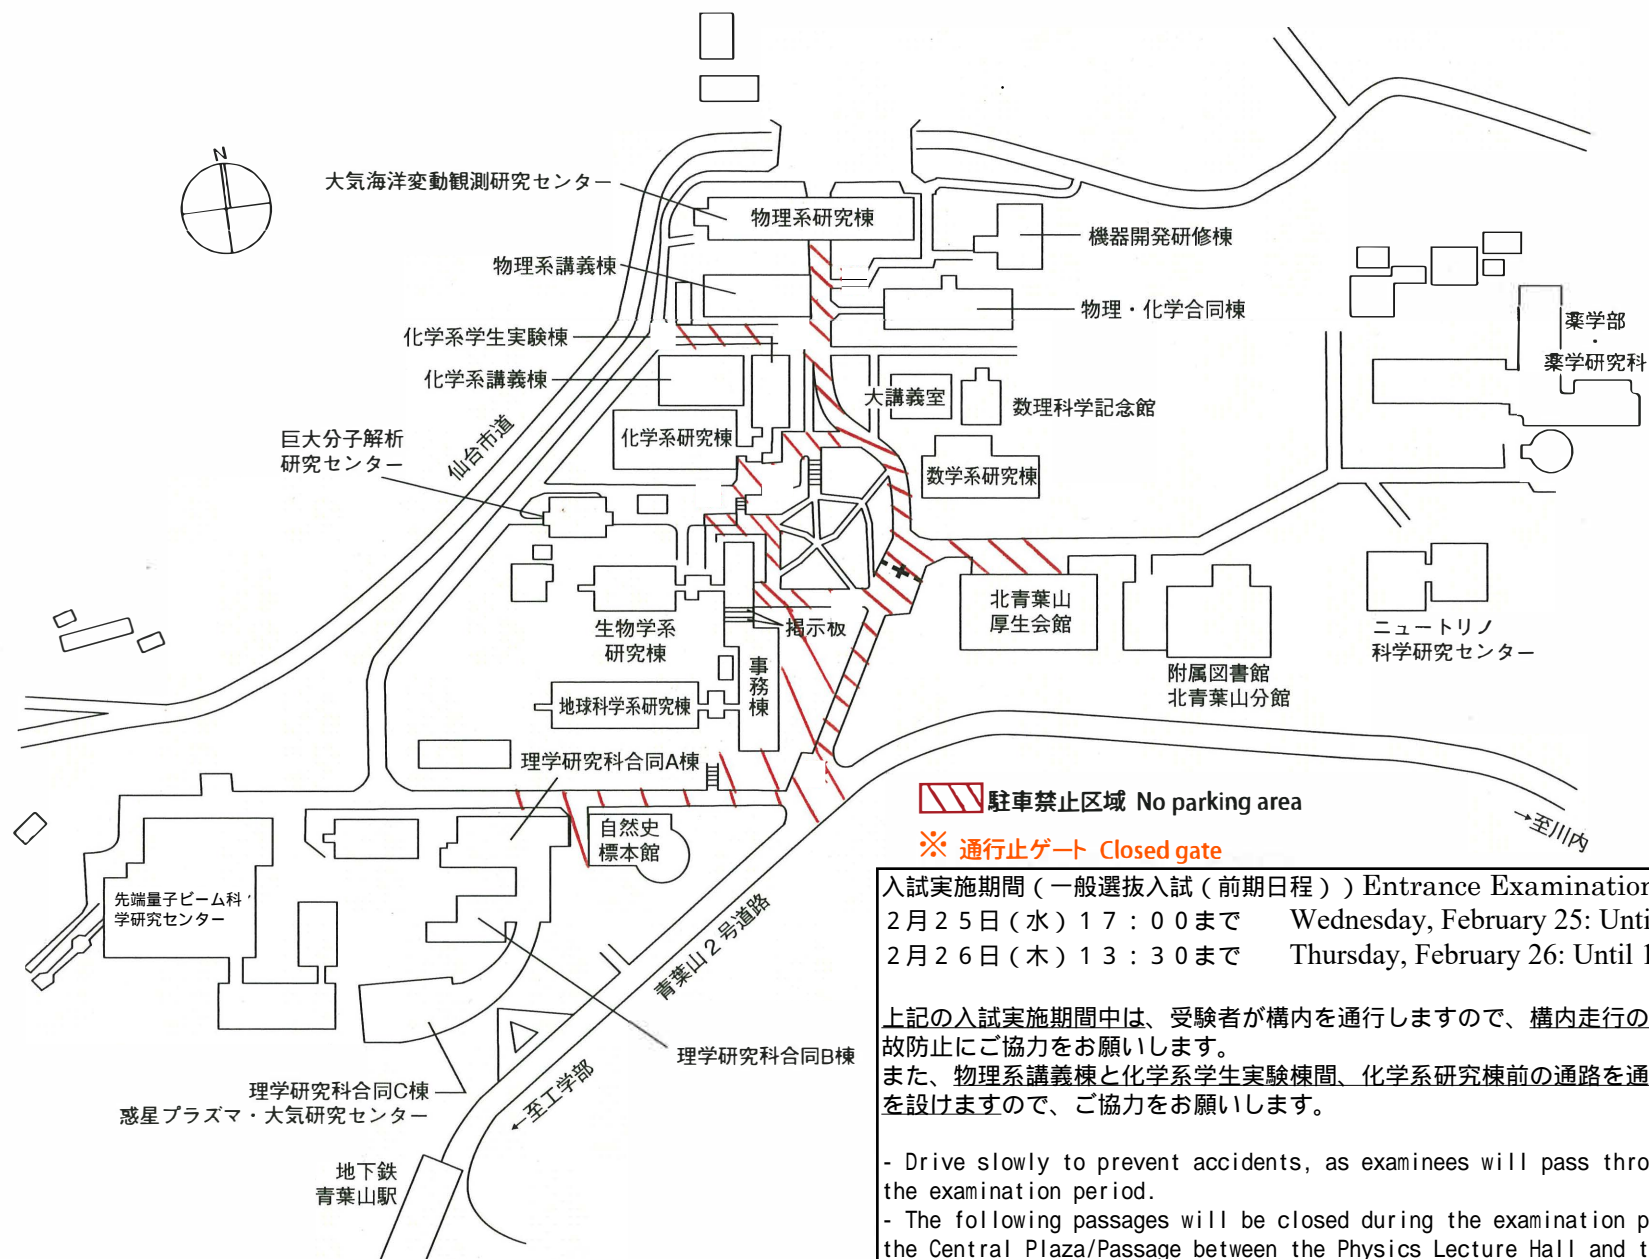 N
大気海洋変動観測研究センター
物理系研究棟
機器開発研修棟
物理系講義棟
物理・化学合同棟
化学系学生実験棟
薬学部
・
薬学研究科
化学系講義棟
大講義室
数理科学記念館
巨大分子解析
研究センター
仙台市道
化学系研究棟
数学系研究棟
生物学系
研究棟
掲示板
北青葉山
厚生会館
ニュートリノ
科学研究センター
附属図書館
北青葉山分館
事務棟
地球科学系研究棟
理学研究科合同A棟
自然史
標本館
先端量子ビーム科
学研究センター
青葉山2号道路
→至川内
駐車禁止区域 No parking area
※ 通行止ゲート Closed gate
理学研究科合同B棟
理学研究科合同C棟
惑星プラズマ・大気研究センター
←至工学部
地下鉄
青葉山駅
入試実施期間(一般選抜入試(前期日程))Entrance Examination
2月25日(水)17:00まで Wednesday, February 25: Unti
2月26日(木)13:30まで Thursday, February 26: Until 1
上記の入試実施期間中は、受験者が構内を通行しますので、構内走行の
故防止にご協力をお願いします。
また、物理系講義棟と化学系学生実験棟間、化学系研究棟前の通路を通
を設けますので、ご協力をお願いします。
- Drive slowly to prevent accidents, as examinees will pass thro
the examination period.
- The following passages will be closed during the examination p
the Central Plaza/Passage between the Physics Lecture Hall and t